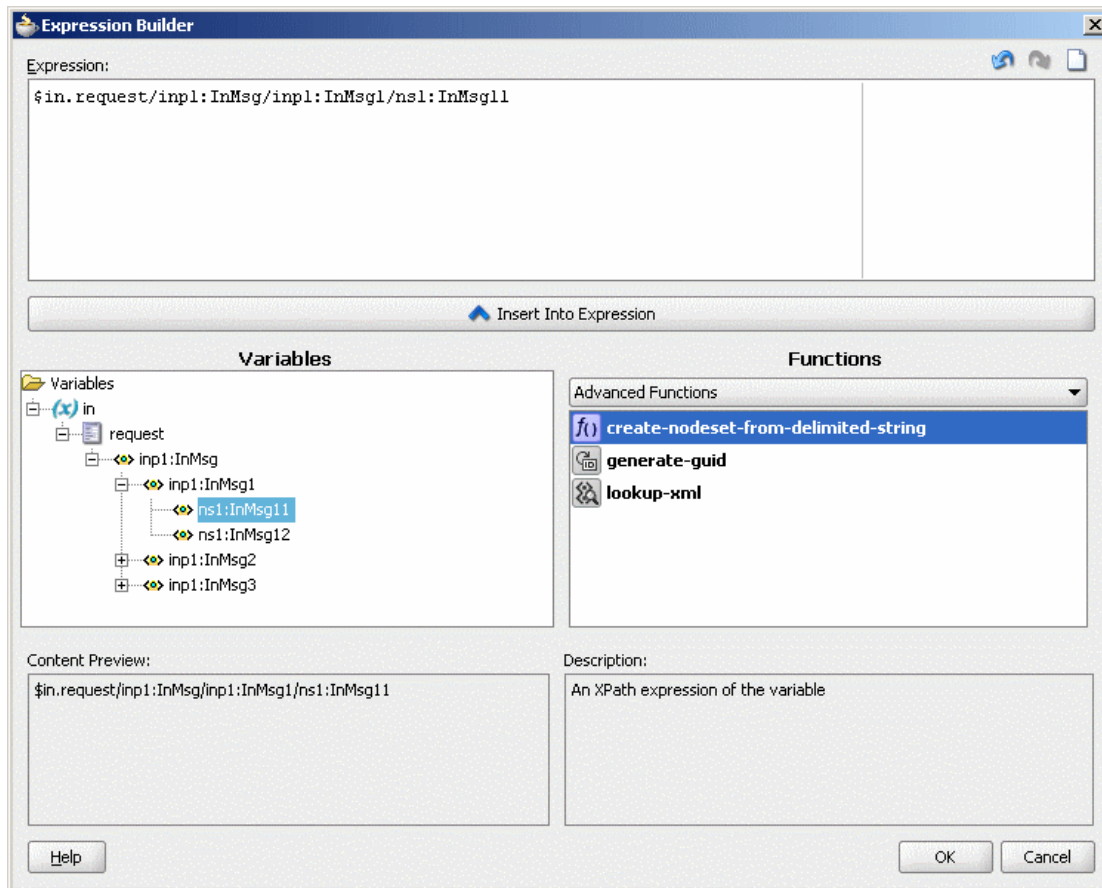 Expression Builder
Expression:
$in.request/inp1:InMsg/inp1:InMsg1/ns1:InMsg11
Insert Into Expression
Variables
Variables
(x) in
request
inp1:InMsg
inp1:InMsg1
ns1:InMsg11
ns1:InMsg12
inp1:InMsg2
inp1:InMsg3
Functions
Advanced Functions
f() create-nodeset-from-delimited-string
generate-guid
lookup-xml
Content Preview:
$in.request/inp1:InMsg/inp1:InMsg1/ns1:InMsg11
Description:
An XPath expression of the variable
Help
OK
Cancel